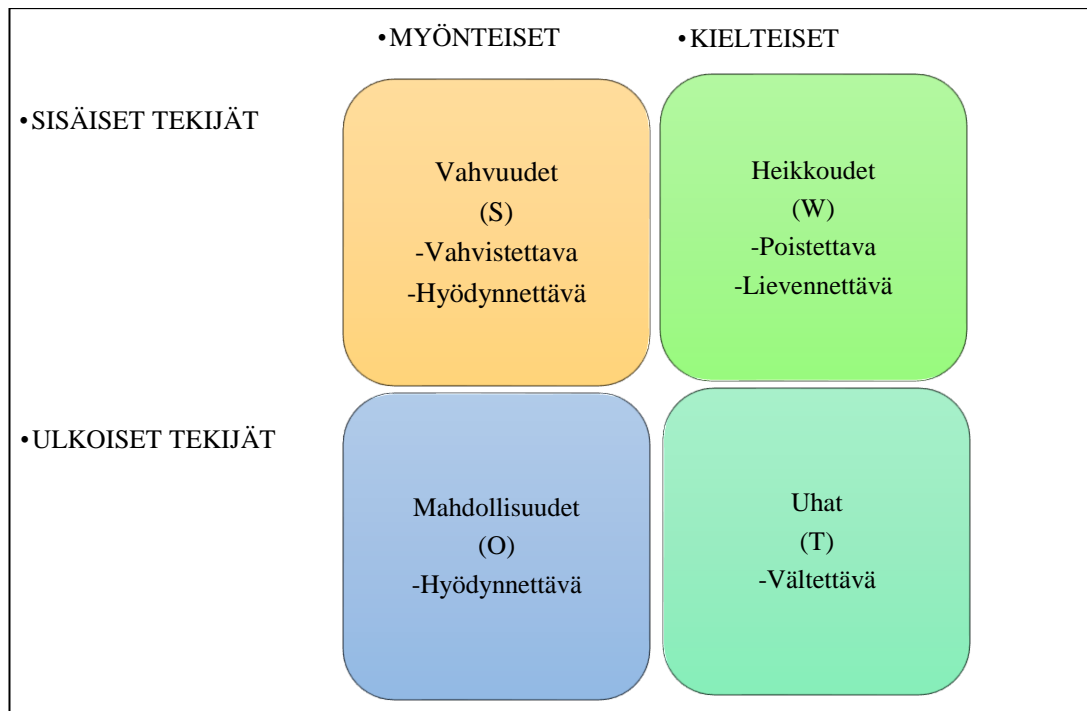 •MYÖNTEISET
•KIELTEISET
•SISÄISET TEKIJÄT
Vahvuudet
(S)
-Vahvistettava
-Hyödynnettävä
Heikkoudet
(W)
-Poistettava
-Lievennettävä
•ULKOISET TEKIJÄT
Mahdollisuudet
(O)
-Hyödynnettävä
Uhat
(T)
-Vältettävä